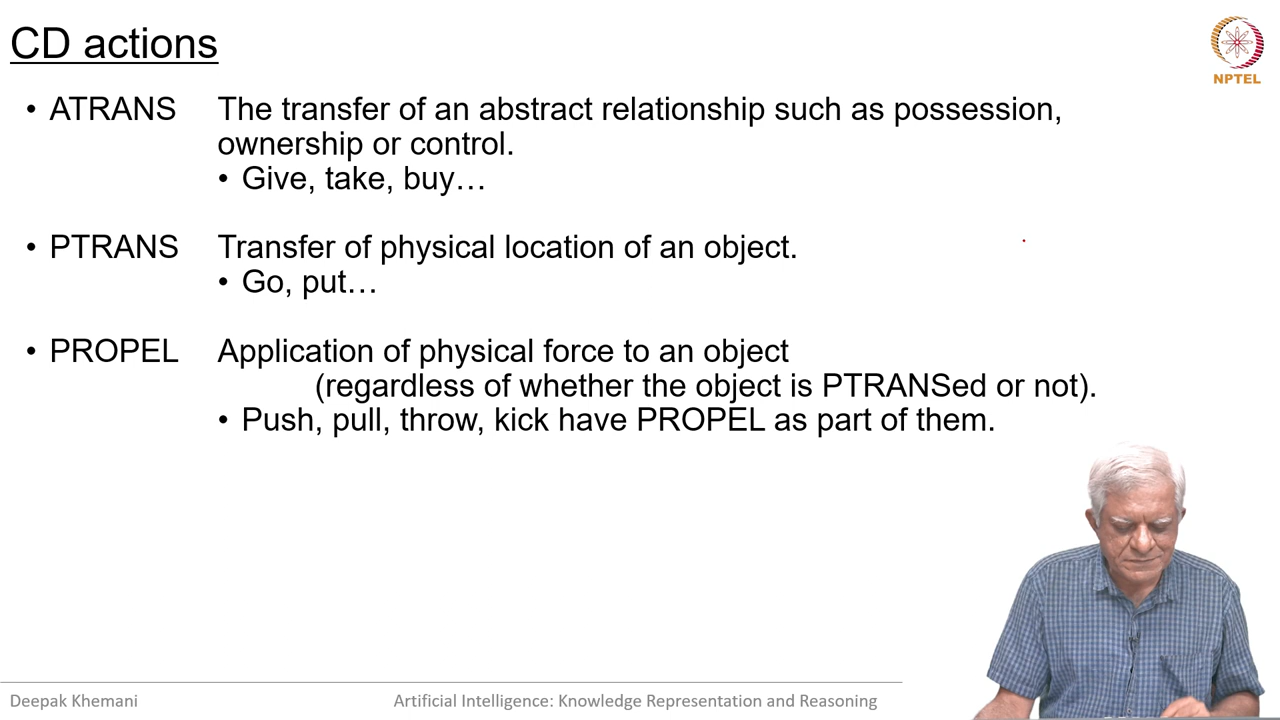 CD actions
NPTEL
• ATRANS The transfer of an abstract relationship such as possession,
ownership or control.
• Give, take, buy…
• PTRANS Transfer of physical location of an object.
• Go, put…
• PROPEL Application of physical force to an object
(regardless of whether the object is PTRANSed or not).
• Push, pull, throw, kick have PROPEL as part of them.
Deepak Khemani
Artificial Intelligence: Knowledge Representation and Reasoning